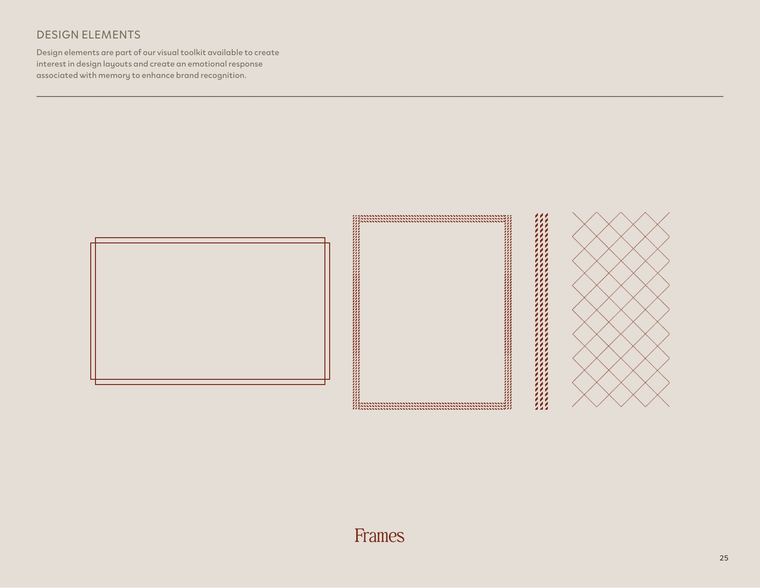 DESIGN ELEMENTS
Design elements are part of our visual toolkit available to create
interest in design layouts and create an emotional response
associated with memory to enhance brand recognition.
Frames
25